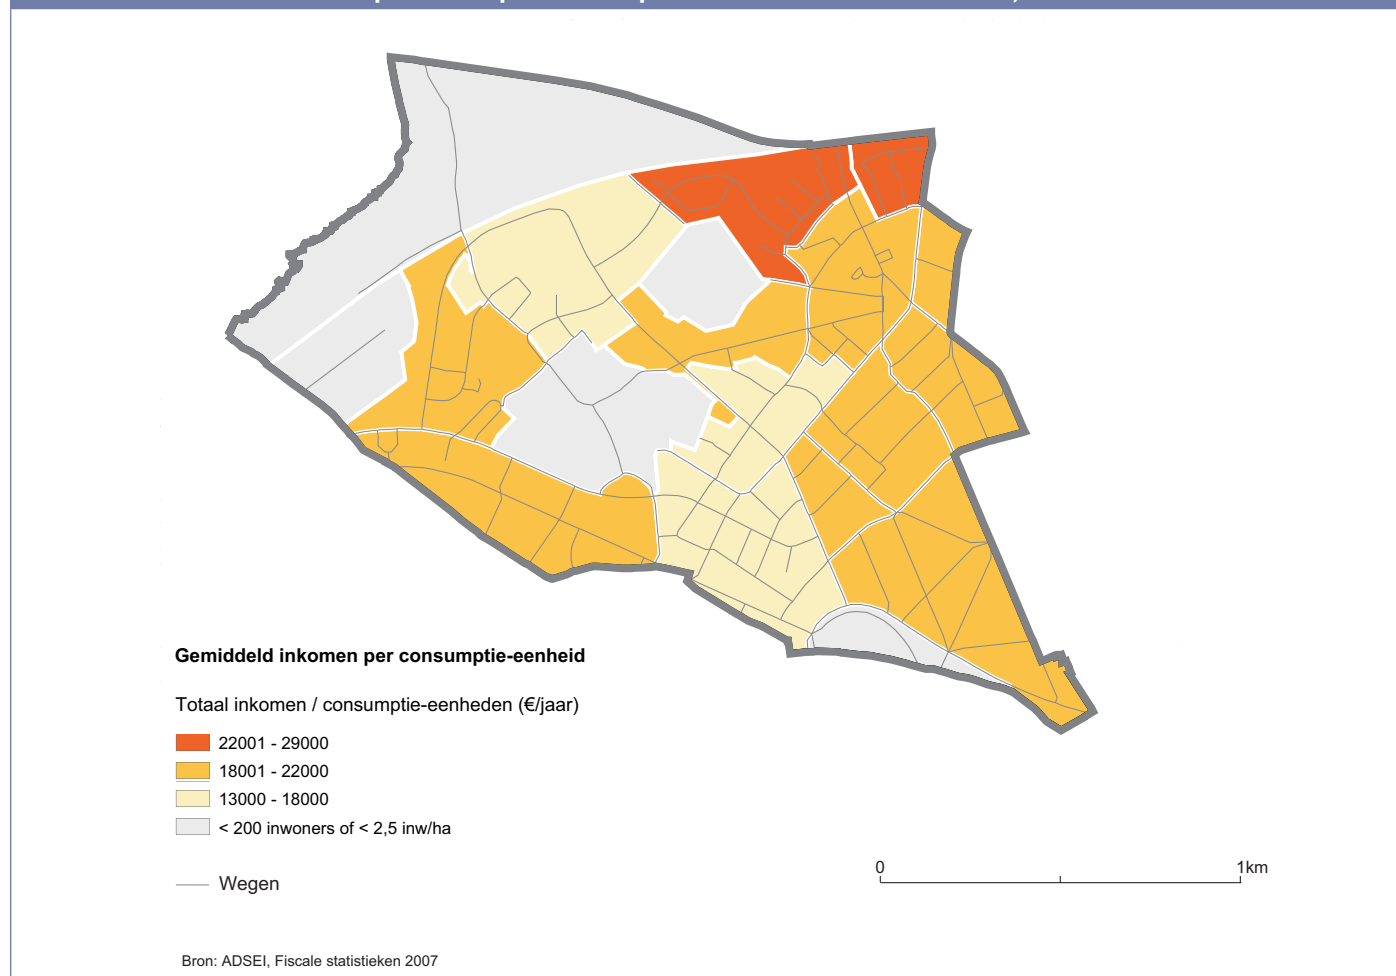 Gemiddeld inkomen per consumptie-eenheid
Totaal inkomen / consumptie-eenheden (€/jaar)
22001 - 29000
18001 - 22000
13000 - 18000
< 200 inwoners of < 2,5 inw/ha
Wegen
0 1km
Bron: ADSEI, Fiscale statistieken 2007